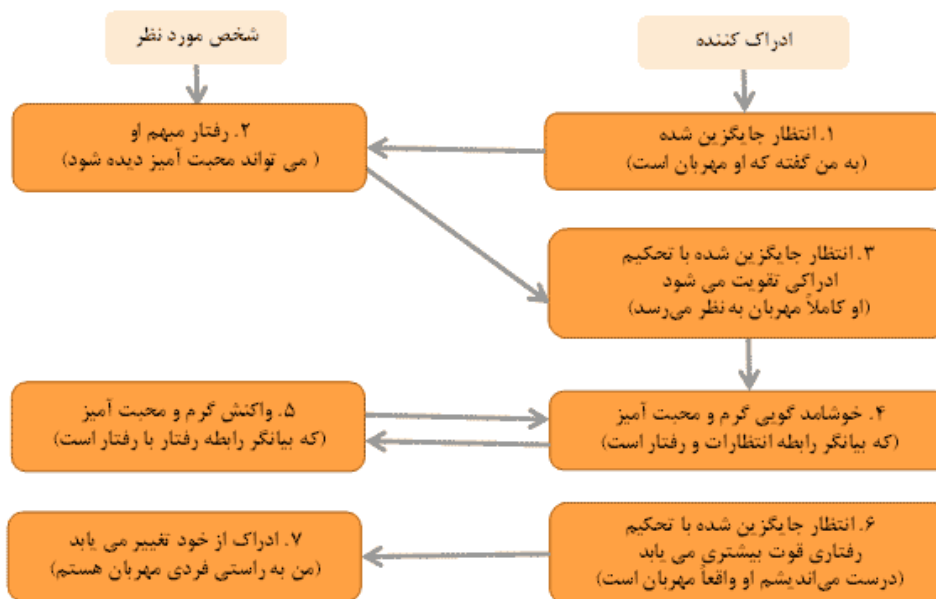 ادراک کننده
شخص مورد نظر
۱. انتظار جایگزین شده
(به من گفته که او مهربان است)
۲. رفتار مبهم او
( می تواند محبت آمیز دیده شود)
۳. انتظار جایگزین شده با تحکیم
ادراکی تقویت می شود
(او کاملاً مهربان به نظر می‌رسد)
۴. خوشامد گویی گرم و محبت آمیز
(که بیانگر رابطه انتظارات و رفتار است)
۵. واکنش گرم و محبت آمیز
(که بیانگر رابطه رفتار با رفتار است)
۶. انتظار جایگزین شده با تحکیم
رفتاری قوت بیشتری می یابد
(درست می‌اندیشم او واقعاً مهربان است)
۷. ادراک از خود تغییر می یابد
(من به راستی فردی مهربان هستم)